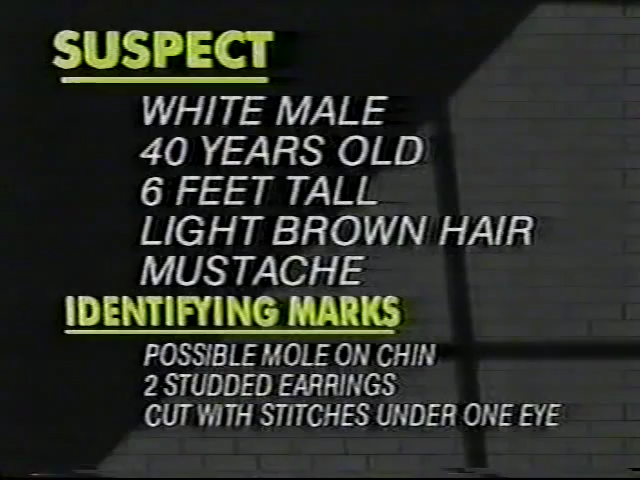 SUSPECT
WHITE MALE
40 YEARS OLD
6 FEET TALL
LIGHT BROWN HAIR
MUSTACHE
IDENTIFYING MARKS
POSSIBLE MOLE ON CHIN
2 STUDDED EARRINGS
CUT WITH STITCHES UNDER ONE EYE